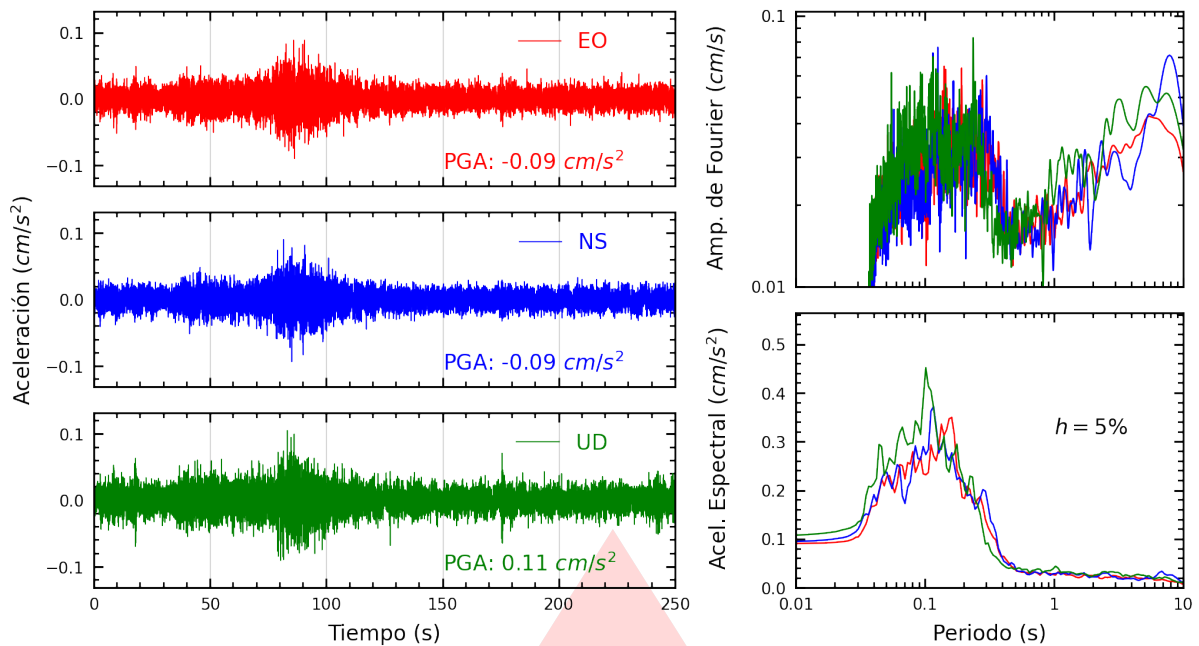 Aceleración (cm/s²)
0.1
0.0
−0.1
EO
PGA: -0.09 cm/s²
0.1
0.0
−0.1
NS
PGA: -0.09 cm/s²
0.1
0.0
−0.1
UD
PGA: 0.11 cm/s²
0 50 100 150 200 250
Tiempo (s)
Amp. de Fourier (cm/s)
0.1
0.01
Acel. Espectral (cm/s²)
0.5
0.4
0.3
0.2
0.1
0.0
h = 5%
0.01 0.1 1 10
Periodo (s)